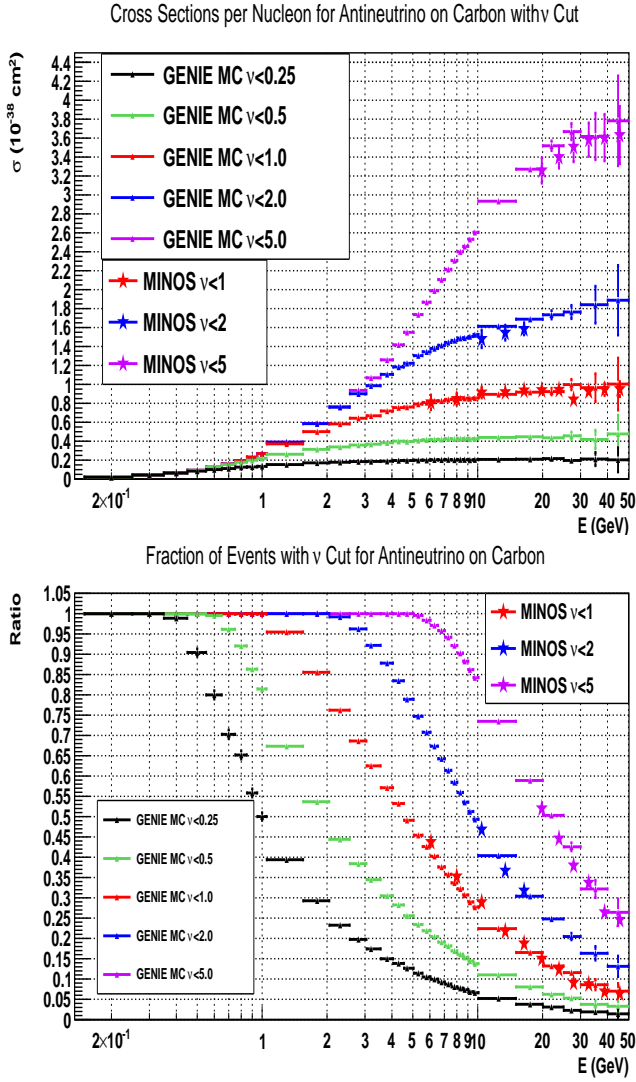 Cross Sections per Nucleon for Antineutrino on Carbon with ν Cut
σ (10⁻³⁸ cm²)
4.4
4.2
4
3.8
3.6
3.4
3.2
3
2.8
2.6
2.4
2.2
2
1.8
1.6
1.4
1.2
1
0.8
0.6
0.4
0.2
0
GENIE MC ν<0.25
GENIE MC ν<0.5
GENIE MC ν<1.0
GENIE MC ν<2.0
GENIE MC ν<5.0
MINOS ν<1
MINOS ν<2
MINOS ν<5
2×10⁻¹ 1 2 3 4 5 6 7 8 9 10 20 30 40 50
E (GeV)
Fraction of Events with ν Cut for Antineutrino on Carbon
Ratio
1.05
1
0.95
0.9
0.85
0.8
0.75
0.7
0.65
0.6
0.55
0.5
0.45
0.4
0.35
0.3
0.25
0.2
0.15
0.1
0.05
0
MINOS ν<1
MINOS ν<2
MINOS ν<5
GENIE MC ν<0.25
GENIE MC ν<0.5
GENIE MC ν<1.0
GENIE MC ν<2.0
GENIE MC ν<5.0
2×10⁻¹ 1 2 3 4 5 6 7 8 9 10 20 30 40 50
E (GeV)